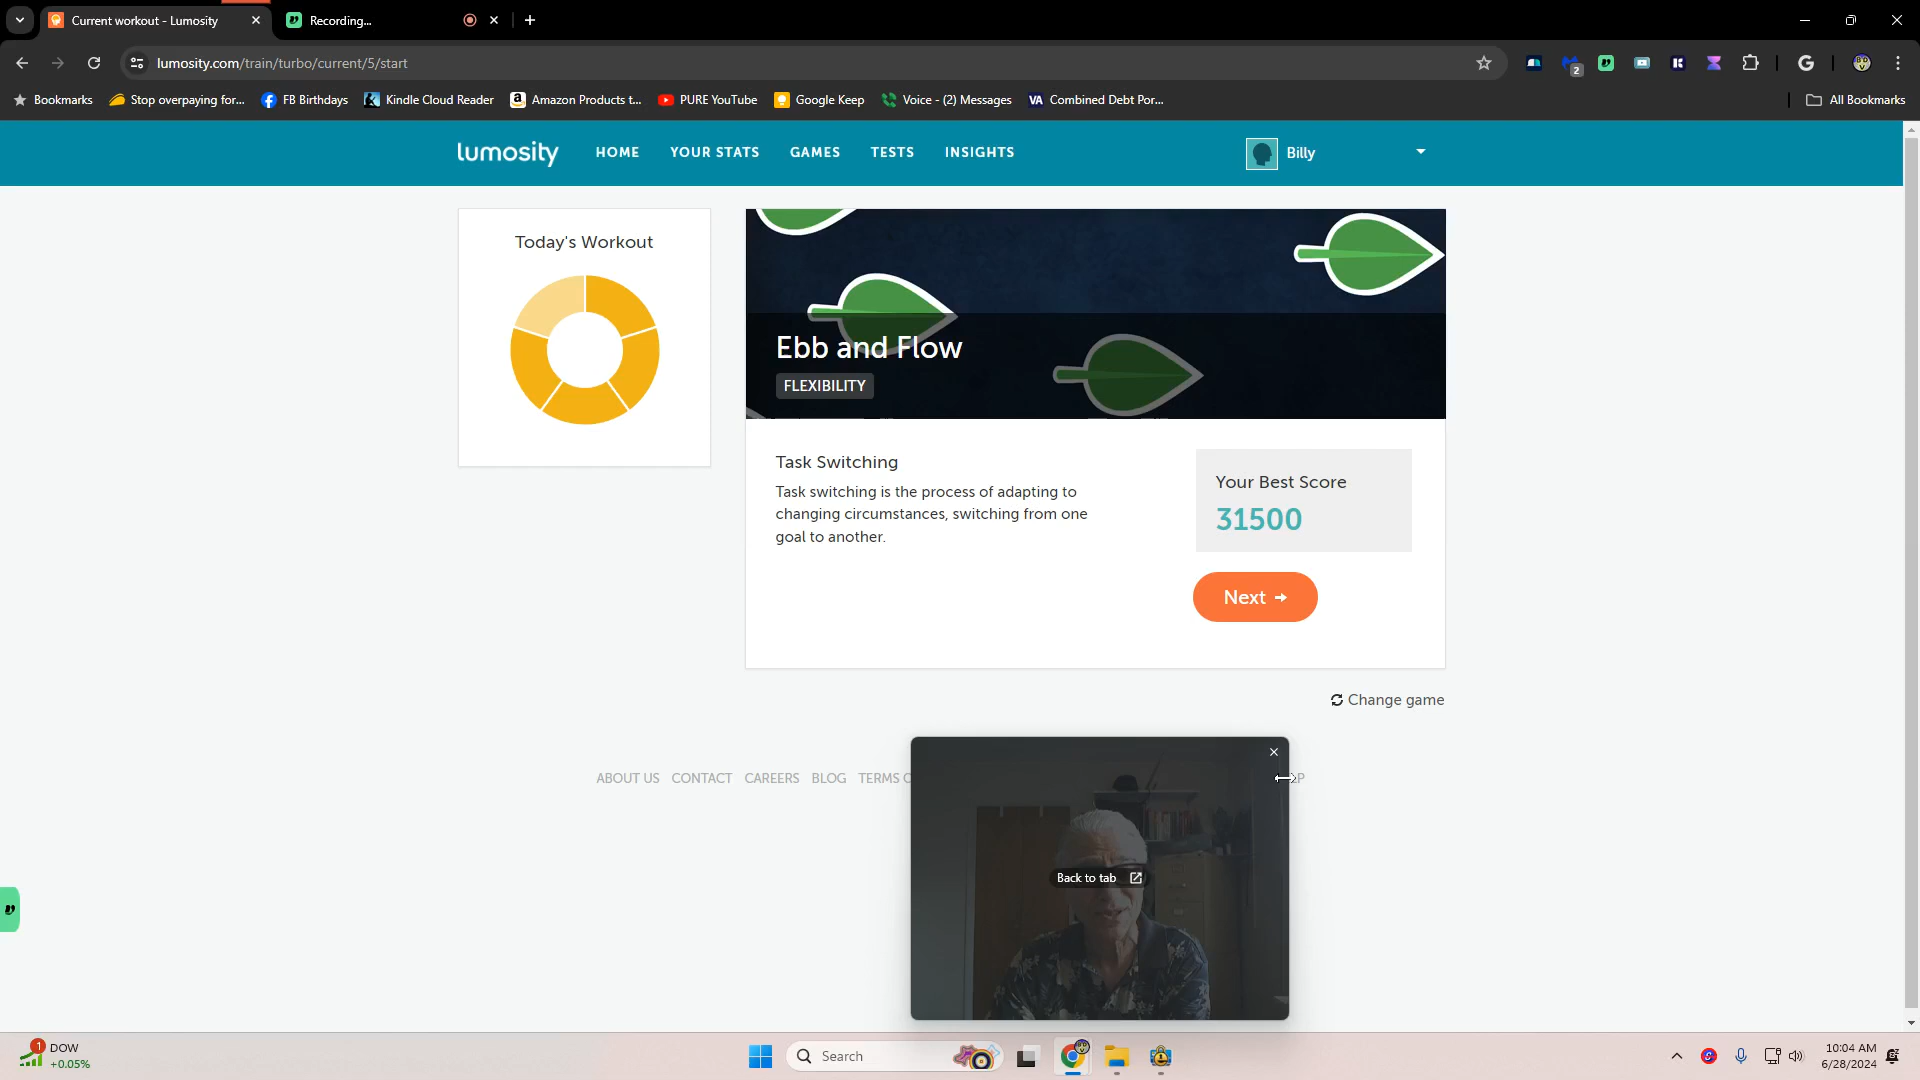 Current workout - Lumosity
Recording...
lumosity.com/train/turbo/current/5/start
2
Bookmarks
Stop overpaying for...
FB Birthdays
Kindle Cloud Reader
Amazon Products t...
PURE YouTube
Google Keep
Voice - (2) Messages
VA Combined Debt Por...
All Bookmarks
lumosity
HOME
YOUR STATS
GAMES
TESTS
INSIGHTS
Billy
Today's Workout
Ebb and Flow
FLEXIBILITY
Task Switching
Task switching is the process of adapting to
changing circumstances, switching from one
goal to another.
Your Best Score
31500
Next
Change game
ABOUT US
CONTACT
CAREERS
BLOG
TERMS
Back to tab
1
DOW
+0.05%
Search
10:04 AM
6/28/2024